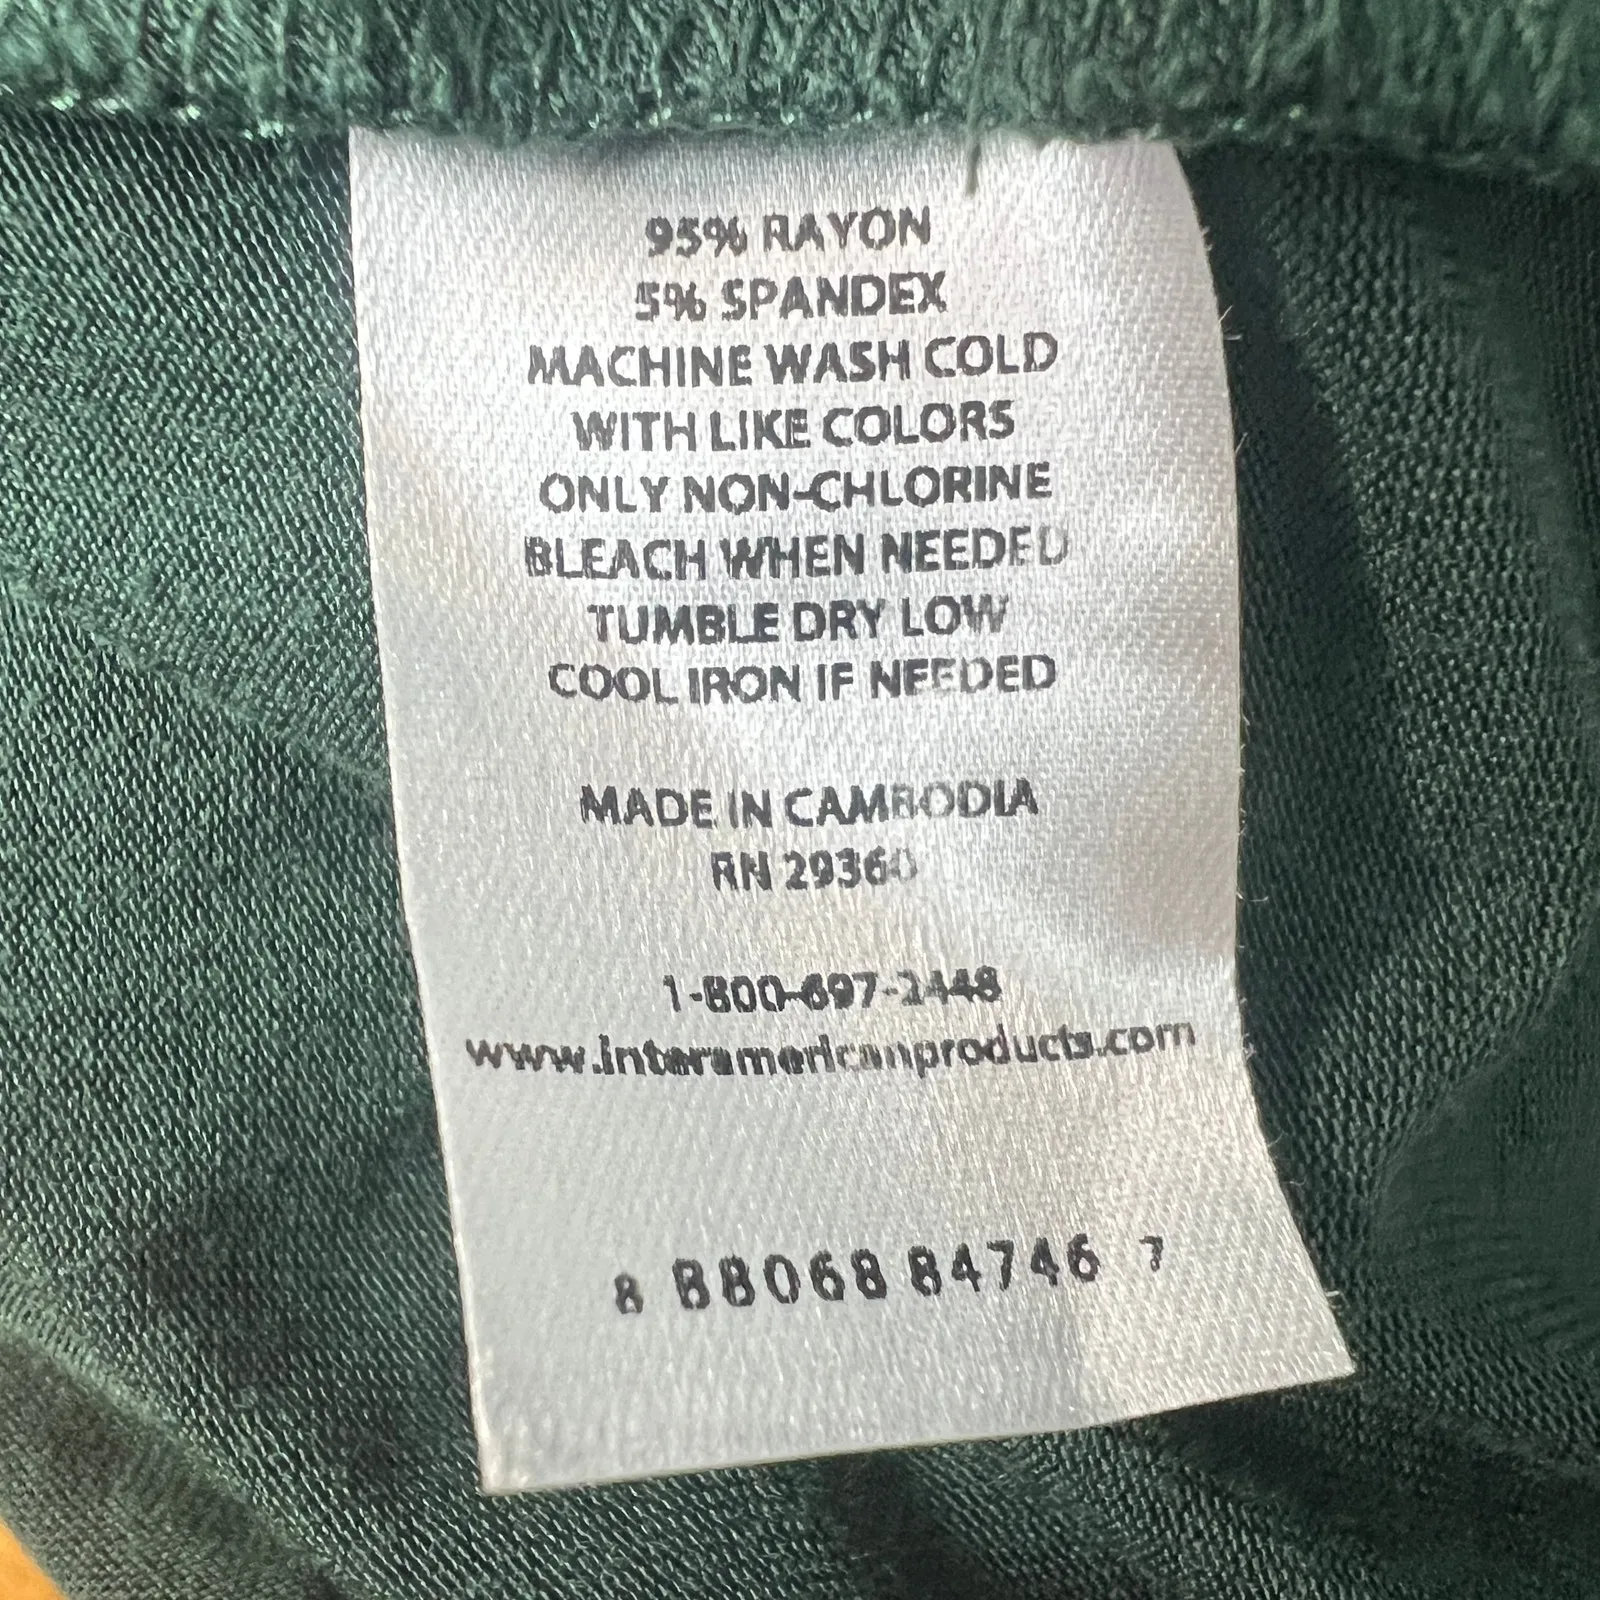 95% RAYON
5% SPANDEX
MACHINE WASH COLD
WITH LIKE COLORS
ONLY NON-CHLORINE
BLEACH WHEN NEEDED
TUMBLE DRY LOW
COOL IRON IF NEEDED
MADE IN CAMBODIA
RN 29360
1-800-697-2448
www.interamericanproducts.com
8 88068 84746 7